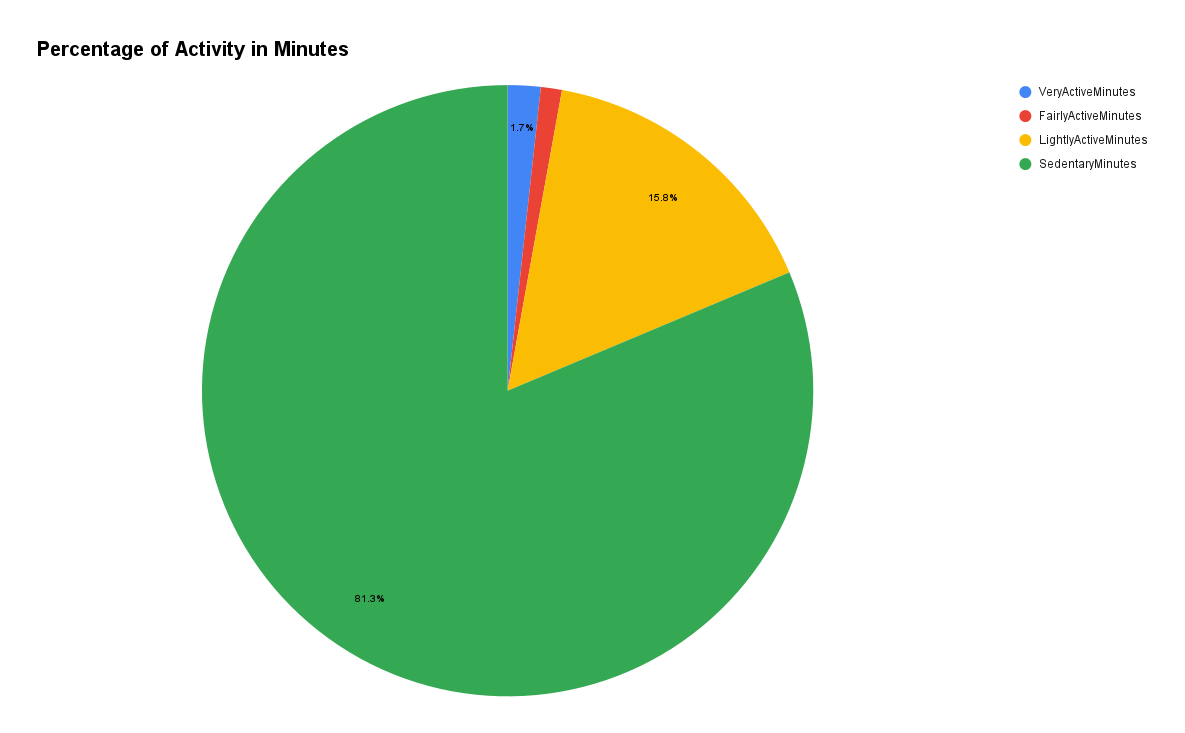 Percentage of Activity in Minutes
VeryActiveMinutes
FairlyActiveMinutes
LightlyActiveMinutes
SedentaryMinutes
1.7%
15.8%
81.3%